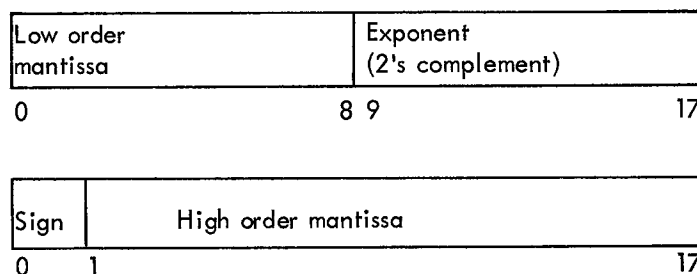 Low order mantissa
Exponent (2's complement)
0 8 9 17
Sign High order mantissa
0 1 17